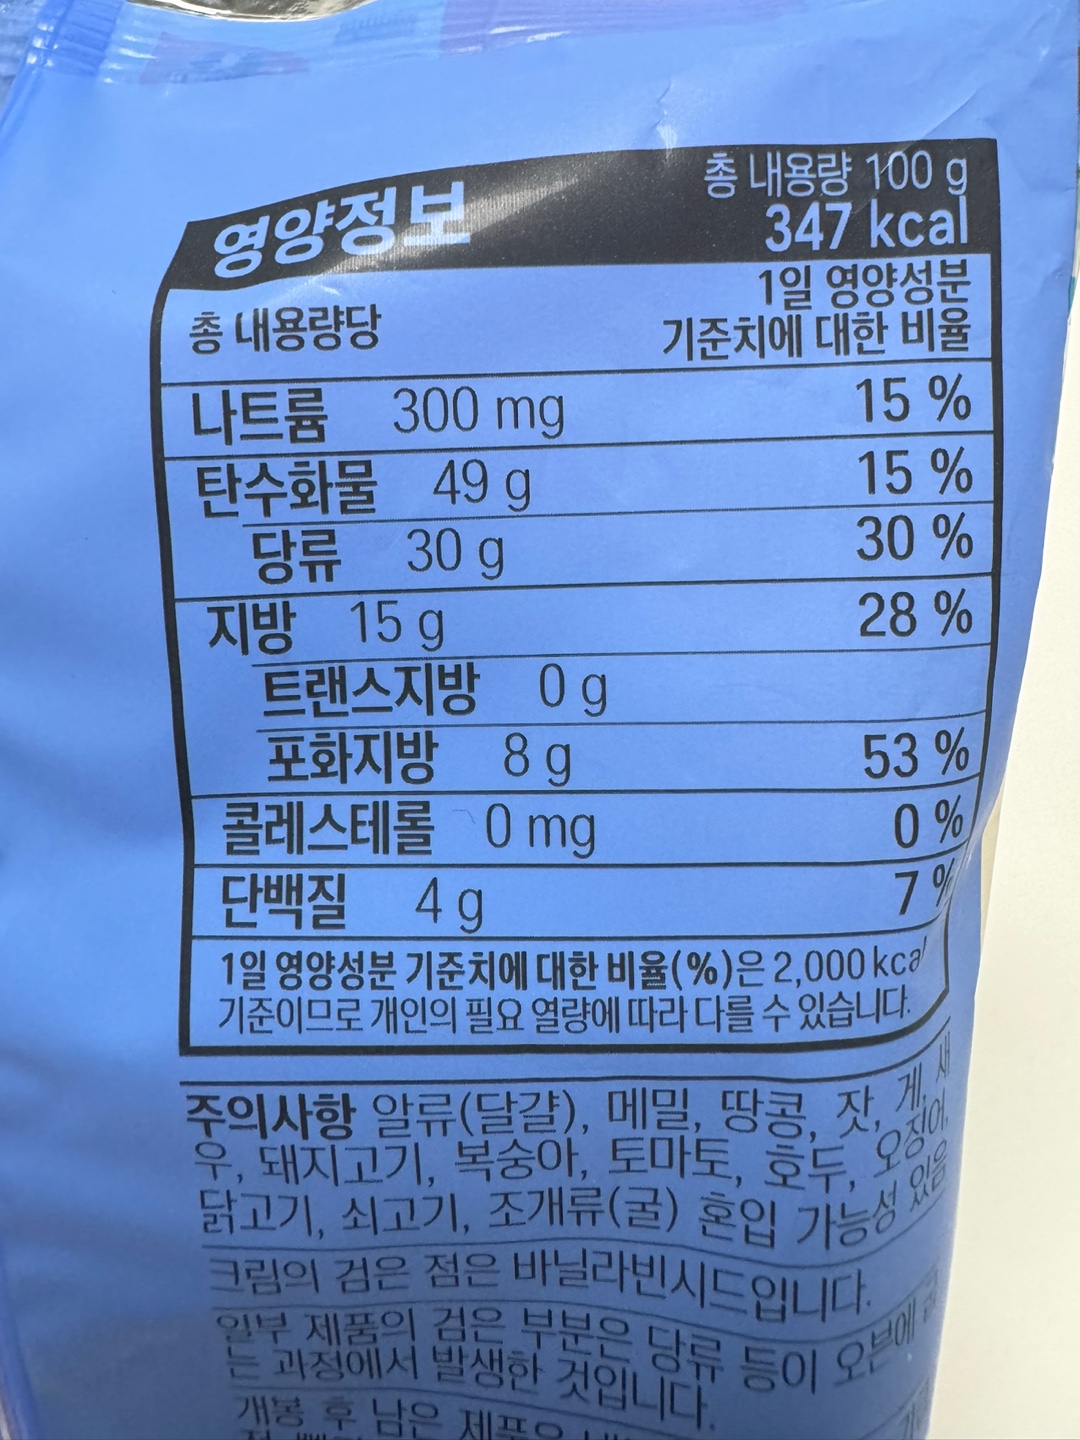 영양정보
총 내용량 100 g
347 kcal
총 내용량당
1일 영양성분
기준치에 대한 비율
나트륨 300 mg 15 %
탄수화물 49 g 15 %
당류 30 g 30 %
지방 15 g 28 %
트랜스지방 0 g
포화지방 8 g 53 %
콜레스테롤 0 mg 0 %
단백질 4 g 7 %
1일 영양성분 기준치에 대한 비율(%)은 2,000 kcal
기준이므로 개인의 필요 열량에 따라 다를 수 있습니다.
주의사항 알류(달걀), 메밀, 땅콩, 잣, 게, 새
우, 돼지고기, 복숭아, 토마토, 호두, 오징어,
닭고기, 쇠고기, 조개류(굴) 혼입 가능성 있음
크림의 검은 점은 바닐라빈시드입니다.
일부 제품의 검은 부분은 당류 등이 오븐에
는 과정에서 발생한 것입니다.
개봉 후 남은